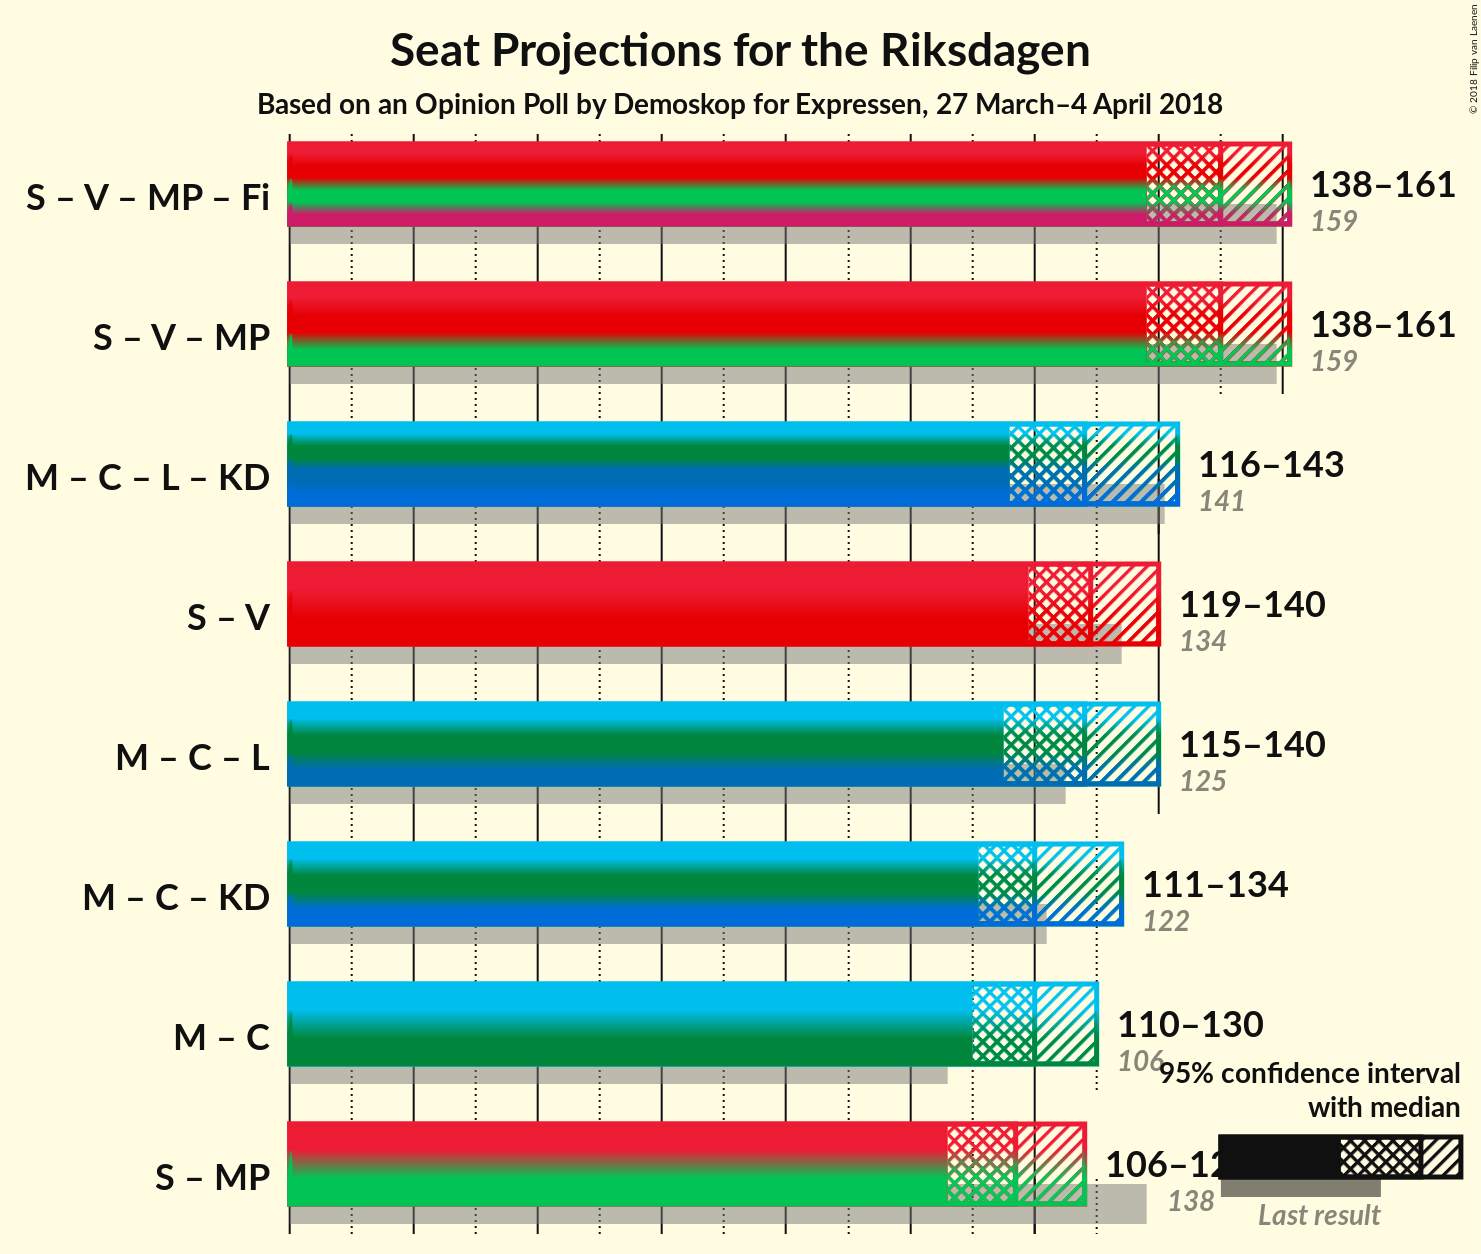 © 2018 Filip van Laenen
Seat Projections for the Riksdagen
Based on an Opinion Poll by Demoskop for Expressen, 27 March–4 April 2018
S – V – MP – Fi
138–161
159
S – V – MP
138–161
159
M – C – L – KD
116–143
141
S – V
119–140
134
M – C – L
115–140
125
M – C – KD
111–134
122
M – C
110–130
106
95% confidence interval
with median
S – MP
106–12
138
Last result